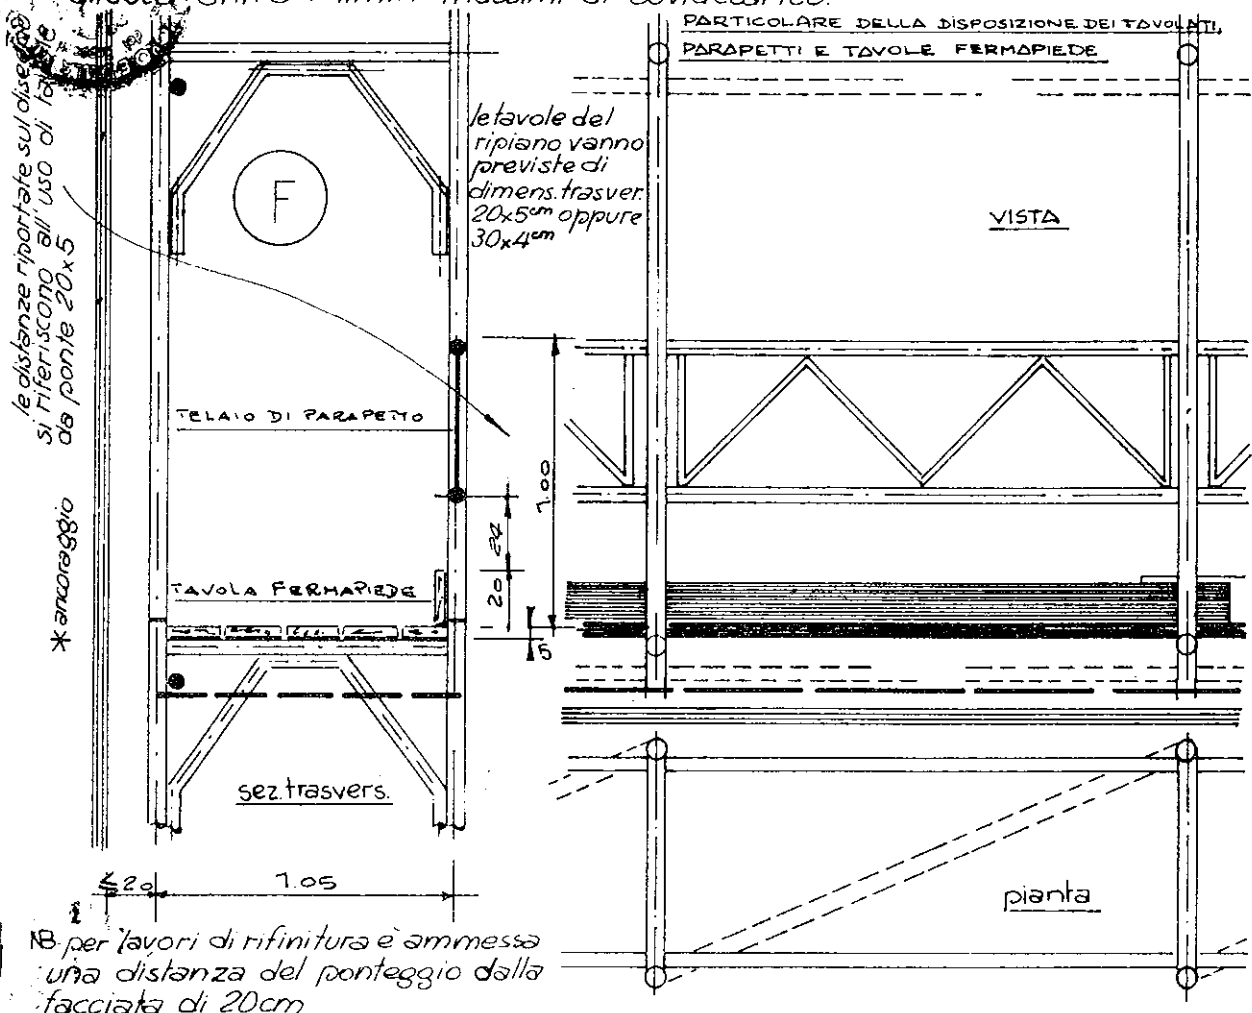 PARTICOLARE DELLA DISPOSIZIONE DEI TAVOLATI,
PARAPETTI E TAVOLE FERMAPIEDE
le distanze riportate sul disegno
si riferiscono all'uso di
da ponte 20x5
le tavole del
ripiano vanno
previste di
dimens. trasver.
20x5cm oppure
30x4cm
F
VISTA
TELAIO DI PARAPETTO
1.00
24
20
5
*ancoraggio
TAVOLA FERMAPIEDE
sez. trasvers.
≤20
1.05
pianta
NB. per lavori di rifinitura è ammessa
una distanza del ponteggio dalla
facciata di 20cm